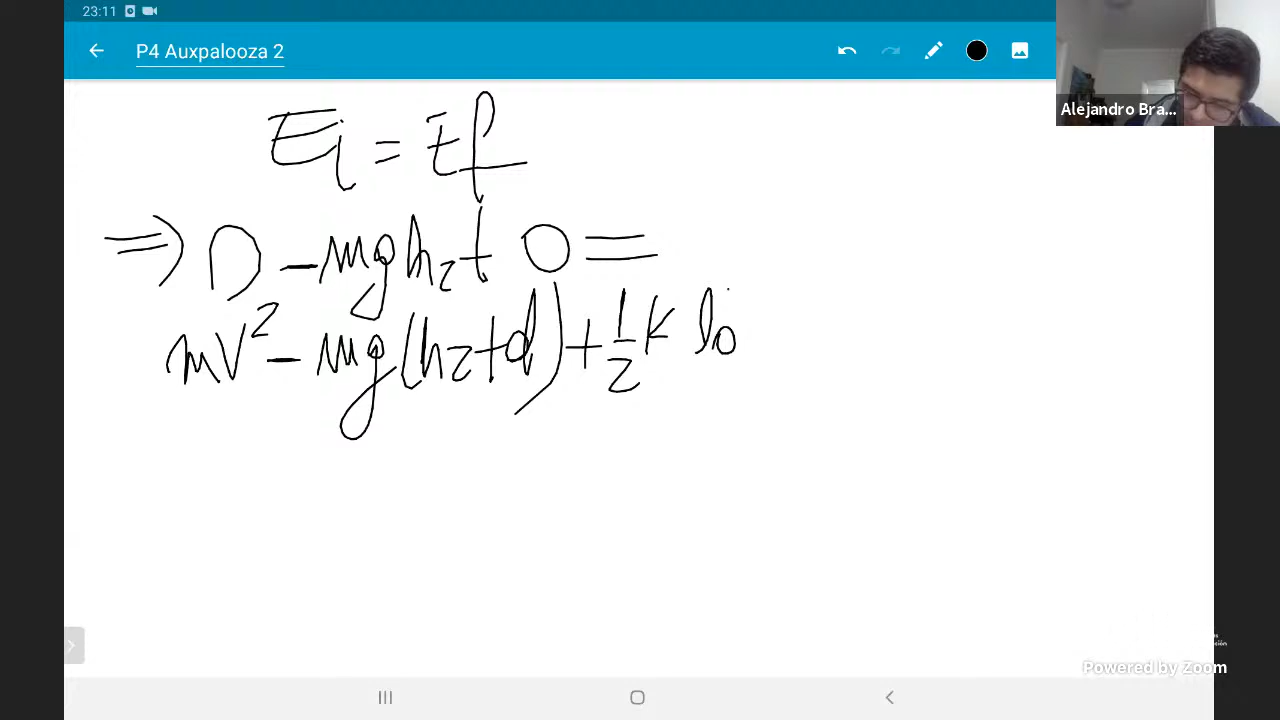 23:11
P4 Auxpalooza 2
Alejandro Bra...
Ei = Ef
⇒ 0 - mgh2 + 0 =
mv² - mg(h2+d) + 1/2 k lo
Powered by Zoom